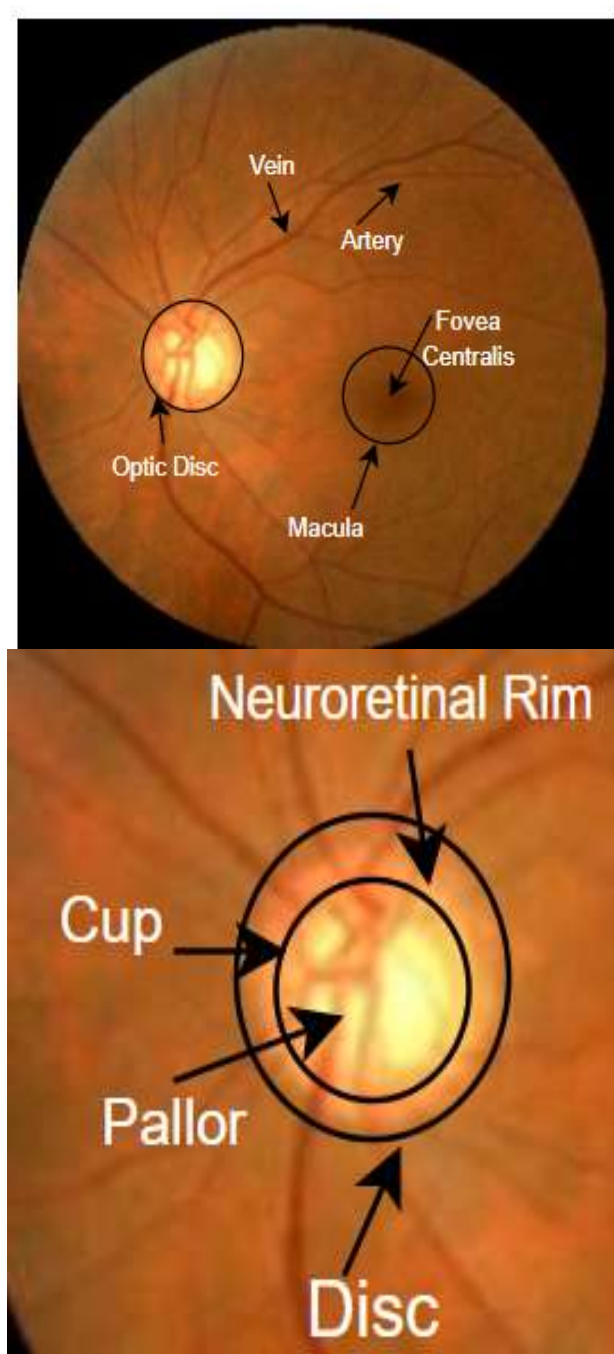 Vein
Artery
Fovea
Centralis
Optic Disc
Macula
Neuroretinal Rim
Cup
Pallor
Disc